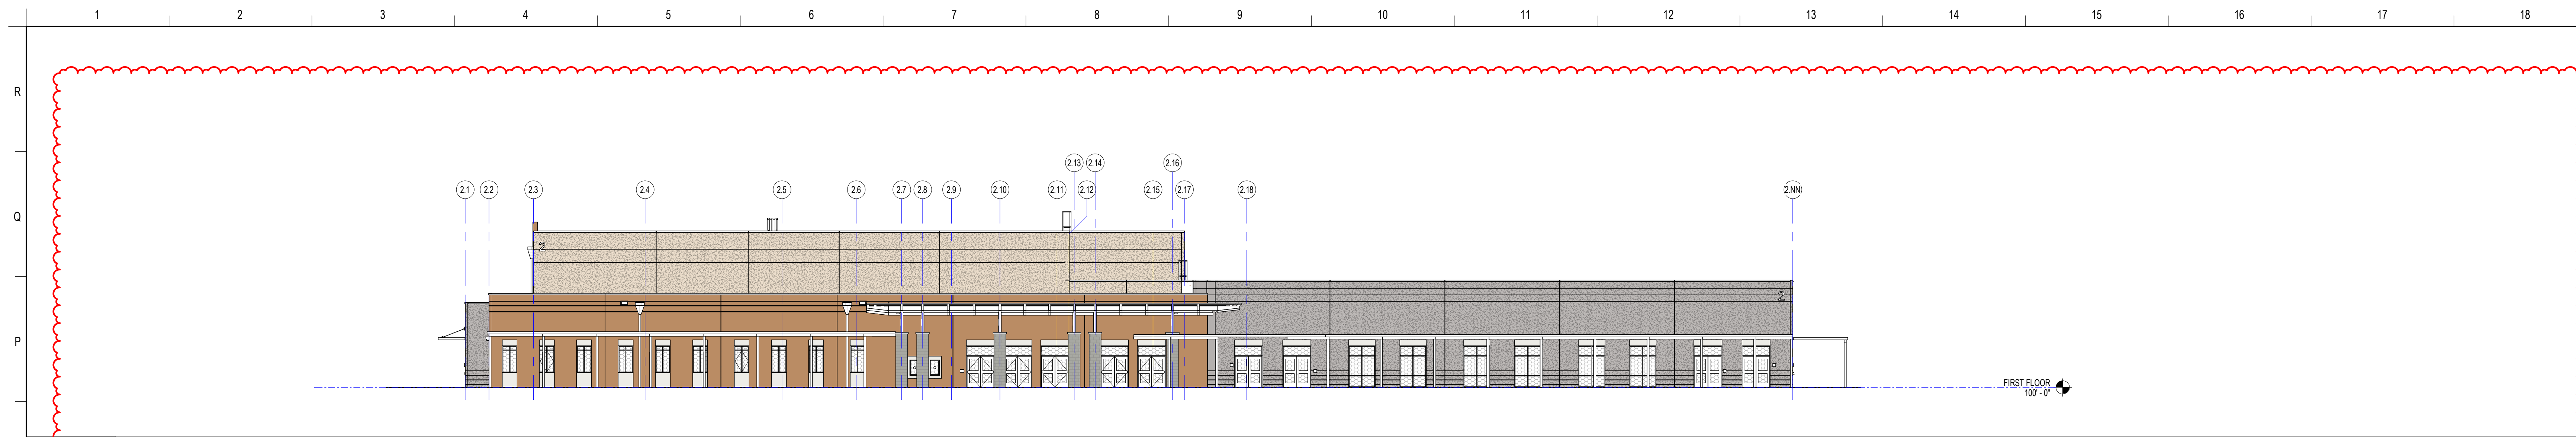 1 2 3 4 5 6 7 8 9 10 11 12 13 14 15 16 17 18
R
2.13 2.14 2.16
2.1 2.2 2.3 2.4 2.5 2.6 2.7 2.8 2.9 2.10 2.11 2.12 2.15 2.17 2.18 2.NN
Q
2
2
P
FIRST FLOOR
100' - 0"